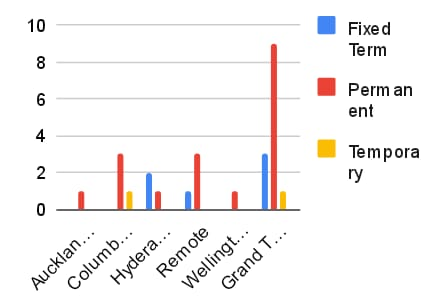 10
8
6
4
2
0
Fixed
Term
Perman
ent
Tempora
ry
Aucklan…
Columb…
Hydera…
Remote
Wellingt…
Grand T…